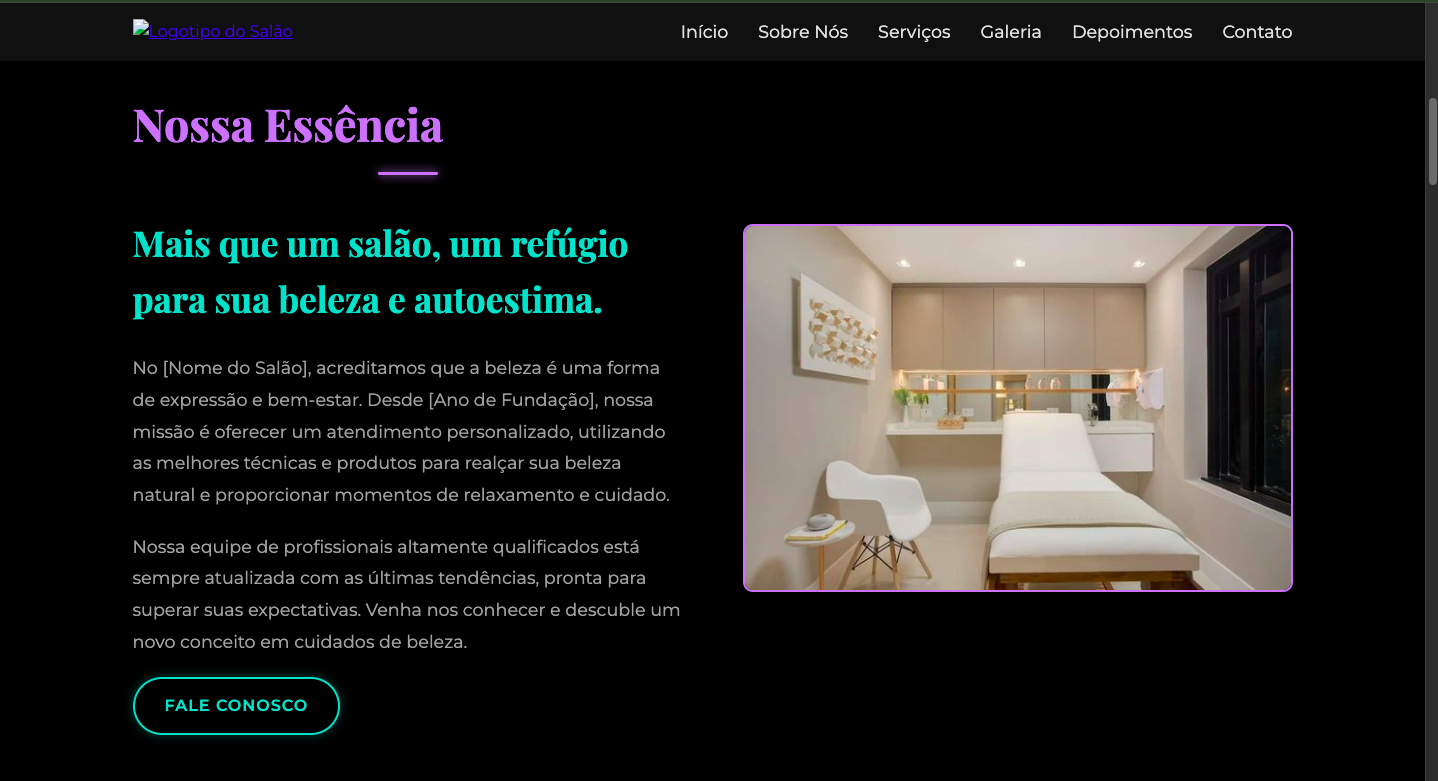 Logotipo do Salão
Início Sobre Nós Serviços Galeria Depoimentos Contato
Nossa Essência
Mais que um salão, um refúgio
para sua beleza e autoestima.
No [Nome do Salão], acreditamos que a beleza é uma forma
de expressão e bem-estar. Desde [Ano de Fundação], nossa
missão é oferecer um atendimento personalizado, utilizando
as melhores técnicas e produtos para realçar sua beleza
natural e proporcionar momentos de relaxamento e cuidado.
Nossa equipe de profissionais altamente qualificados está
sempre atualizada com as últimas tendências, pronta para
superar suas expectativas. Venha nos conhecer e descuble um
novo conceito em cuidados de beleza.
FALE CONOSCO